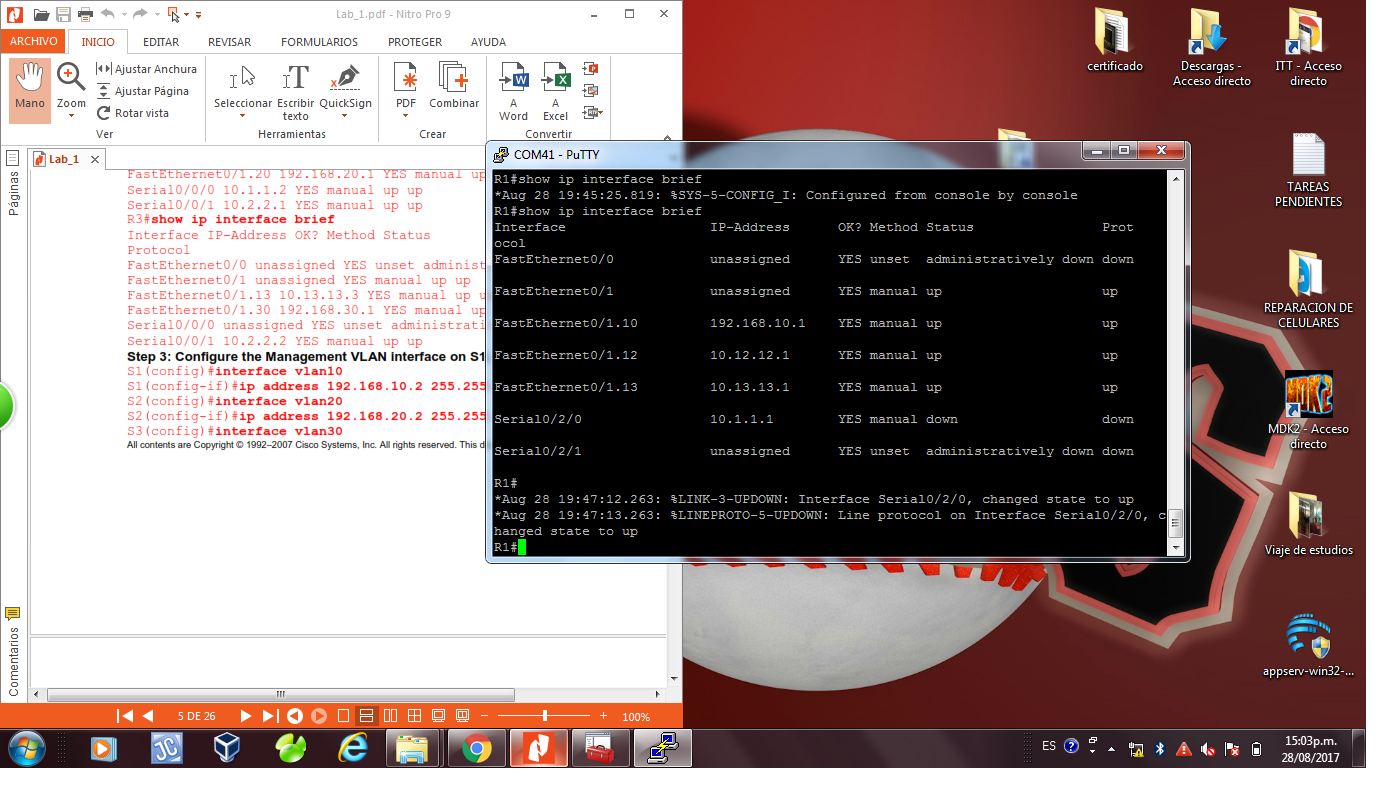 Lab_1.pdf - Nitro Pro 9
ARCHIVO INICIO EDITAR REVISAR FORMULARIOS PROTEGER AYUDA
Mano
Zoom
Ajustar Anchura
Ajustar Página
Rotar vista
Ver
Seleccionar
Escribir texto
QuickSign
Herramientas
PDF
Combinar
Crear
A Word
A Excel
Convertir
Lab_1
Páginas
Comentarios
FastEthernet0/1.20 192.168.20.1 YES manual up
Serial0/0/0 10.1.1.2 YES manual up up
Serial0/0/1 10.2.2.1 YES manual up up
R3#show ip interface brief
Interface IP-Address OK? Method Status
Protocol
FastEthernet0/0 unassigned YES unset administ
FastEthernet0/1 unassigned YES manual up up
FastEthernet0/1.13 10.13.13.3 YES manual up u
FastEthernet0/1.30 192.168.30.1 YES manual up
Serial0/0/0 unassigned YES unset administrati
Serial0/0/1 10.2.2.2 YES manual up up
Step 3: Configure the Management VLAN interface on S1
S1(config)#interface vlan10
S1(config-if)#ip address 192.168.10.2 255.255
S2(config)#interface vlan20
S2(config-if)#ip address 192.168.20.2 255.255
S3(config)#interface vlan30
All contents are Copyright © 1992–2007 Cisco Systems, Inc. All rights reserved. This d
5 DE 26
100%
COM41 - PuTTY
R1#show ip interface brief
*Aug 28 19:45:25.819: %SYS-5-CONFIG_I: Configured from console by console
R1#show ip interface brief
Interface IP-Address OK? Method Status Prot
ocol
FastEthernet0/0 unassigned YES unset administratively down down
FastEthernet0/1 unassigned YES manual up up
FastEthernet0/1.10 192.168.10.1 YES manual up up
FastEthernet0/1.12 10.12.12.1 YES manual up up
FastEthernet0/1.13 10.13.13.1 YES manual up up
Serial0/2/0 10.1.1.1 YES manual down down
Serial0/2/1 unassigned YES unset administratively down down
R1#
*Aug 28 19:47:12.263: %LINK-3-UPDOWN: Interface Serial0/2/0, changed state to up
*Aug 28 19:47:13.263: %LINEPROTO-5-UPDOWN: Line protocol on Interface Serial0/2/0, c
hanged state to up
R1#
certificado
Descargas -
Acceso directo
ITT - Acceso
directo
TAREAS
PENDIENTES
REPARACION DE
CELULARES
MDK2
MDK2 - Acceso
directo
Viaje de estudios
appserv-win32-...
ES
15:03p.m.
28/08/2017